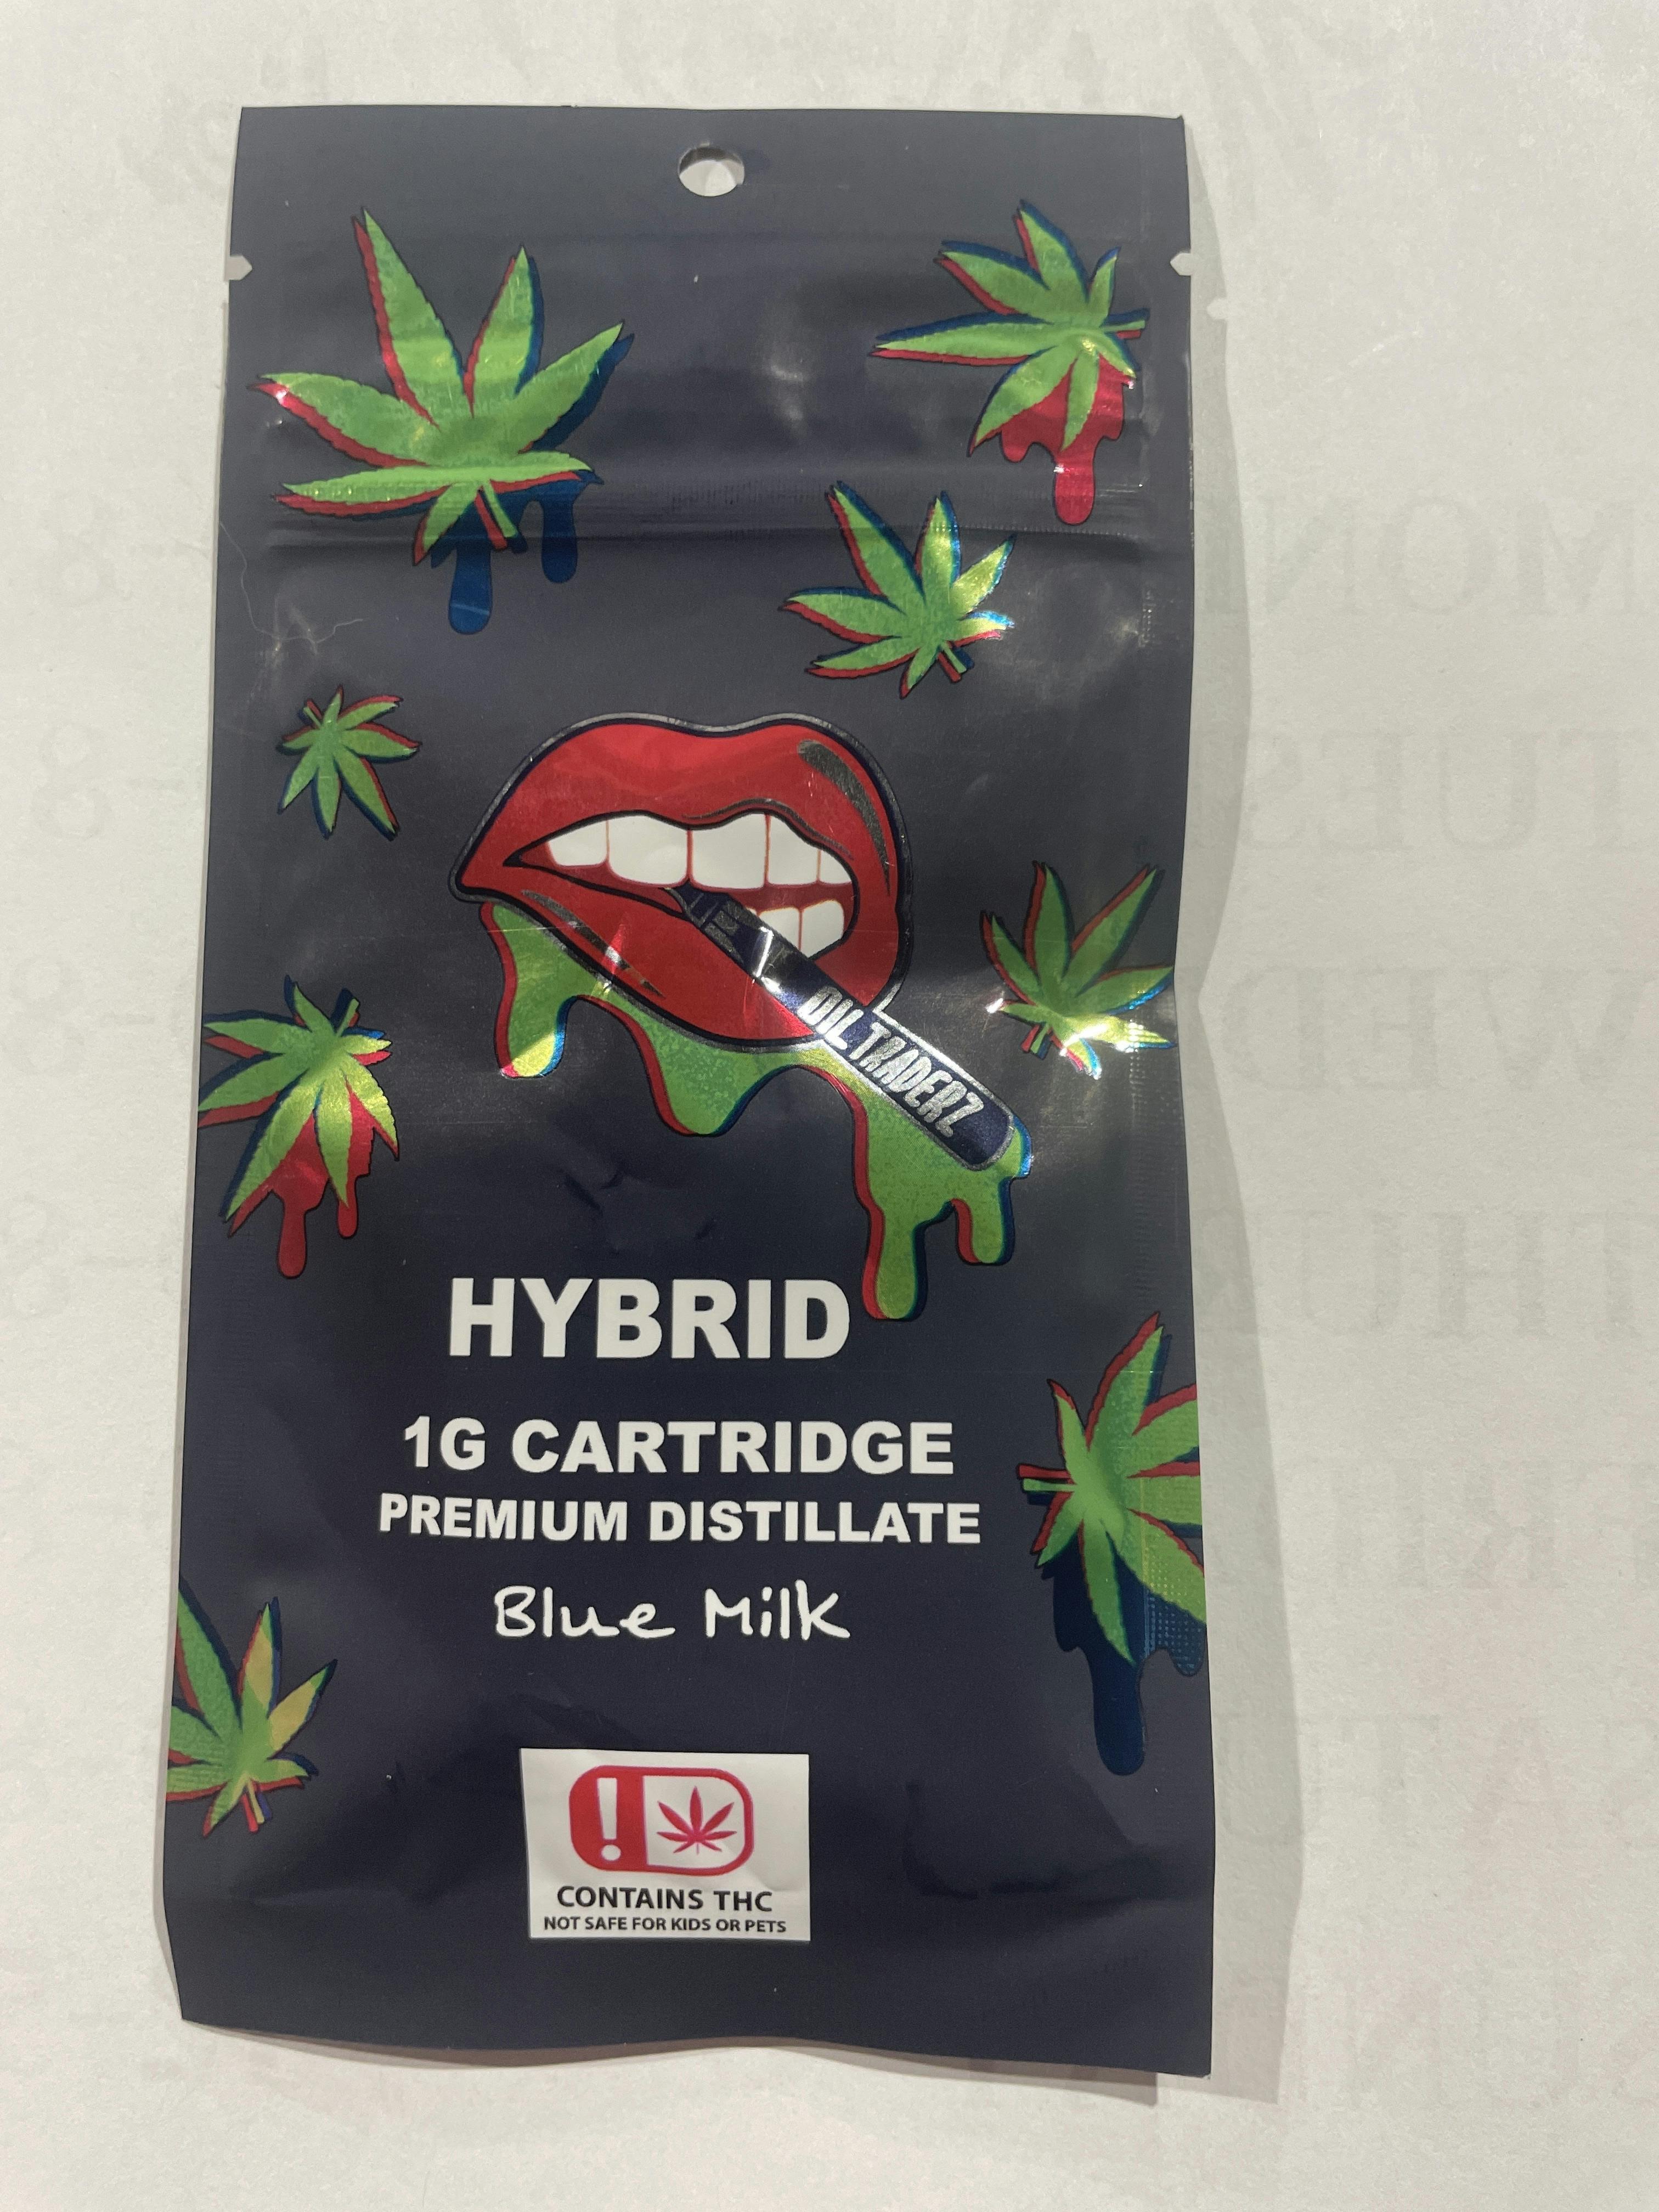 OIL TRADERZ
HYBRID
1G CARTRIDGE
PREMIUM DISTILLATE
Blue Milk
!
CONTAINS THC
NOT SAFE FOR KIDS OR PETS